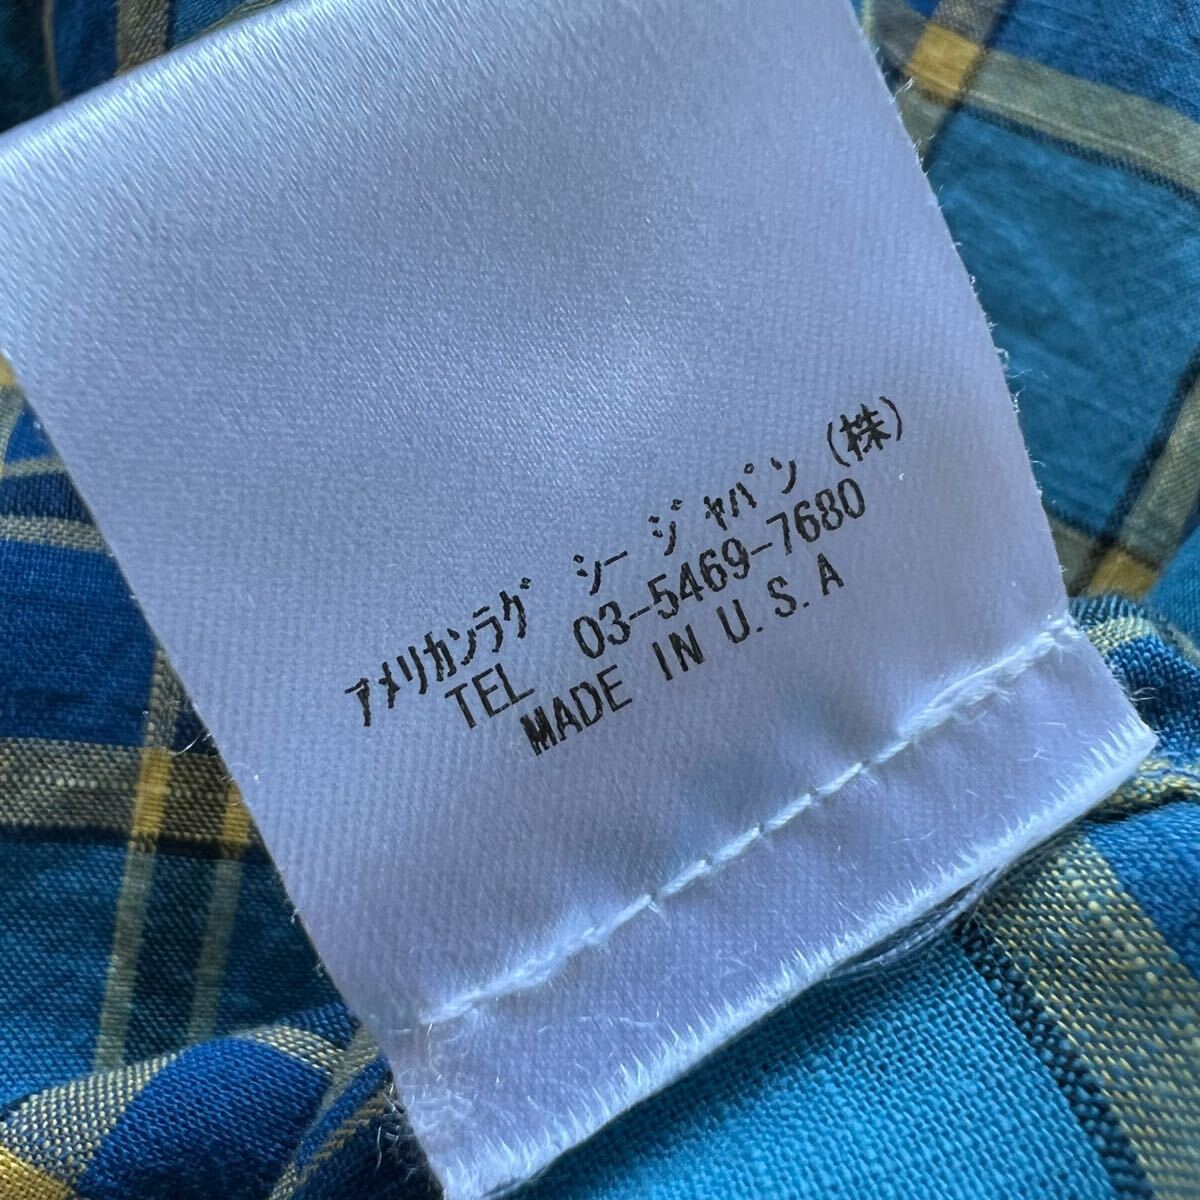 アメリカンラグ シー ジャパン (株)
TEL 03-5469-7680
MADE IN U.S.A